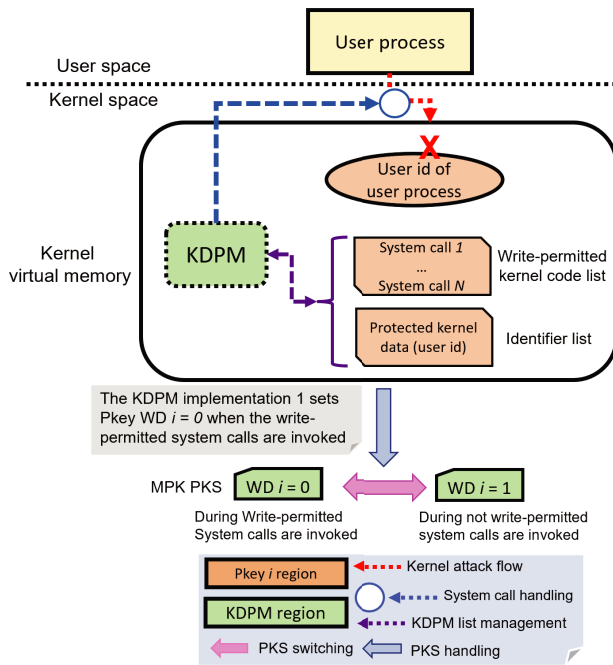 User process
User space
Kernel space
X
User id of
user process
KDPM
Kernel
virtual memory
System call 1
...
System call N
Write-permitted
kernel code list
Protected kernel
data (user id)
Identifier list
The KDPM implementation 1 sets
Pkey WD i = 0 when the write-
permitted system calls are invoked
MPK PKS
WD i = 0
WD i = 1
During Write-permitted
System calls are invoked
During not write-permitted
system calls are invoked
Pkey i region
Kernel attack flow
System call handling
KDPM region
KDPM list management
PKS switching
PKS handling